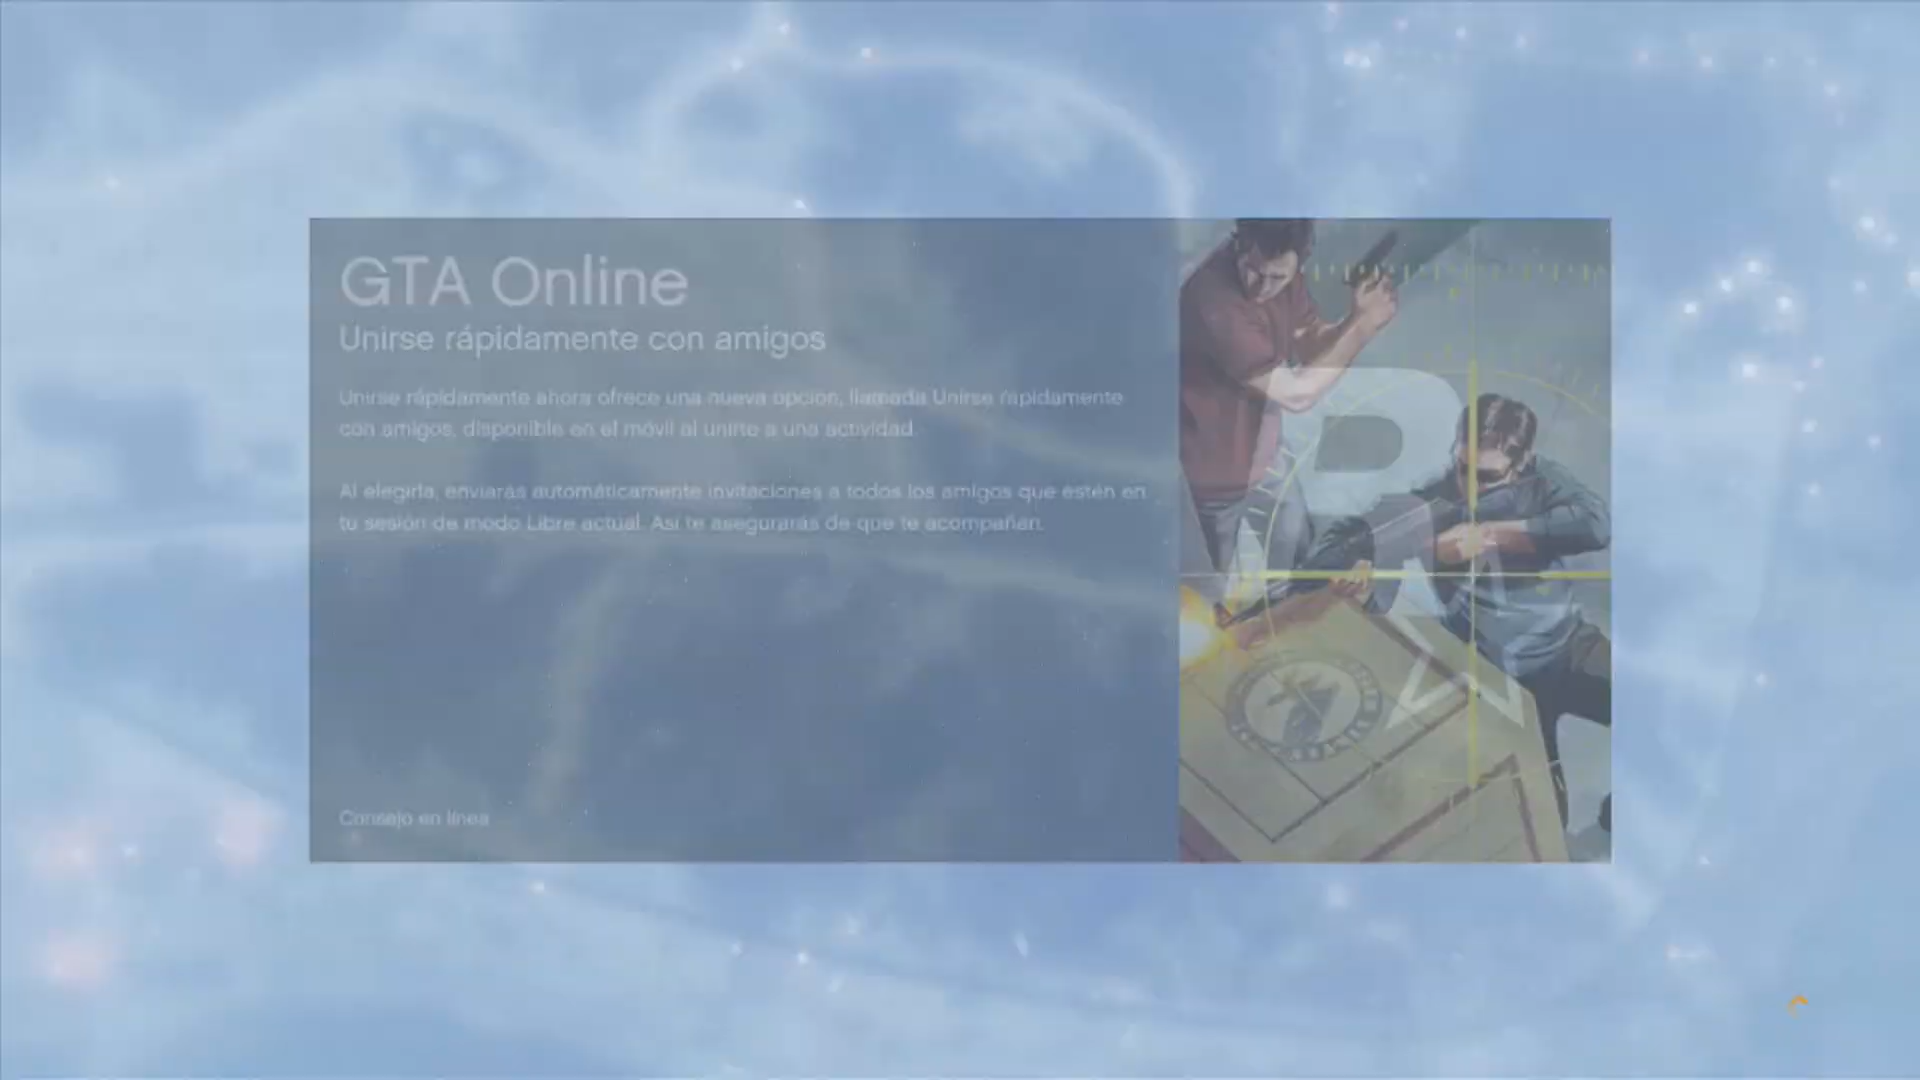 GTA Online
Unirse rápidamente con amigos
Unirse rápidamente ahora ofrece una nueva opción, llamada Unirse rápidamente
con amigos, disponible en el móvil al unirte a una actividad.
Al elegirla, enviarás automáticamente invitaciones a todos los amigos que estén en
tu sesión de modo Libre actual. Así te asegurarás de que te acompañan.
Consejo en línea